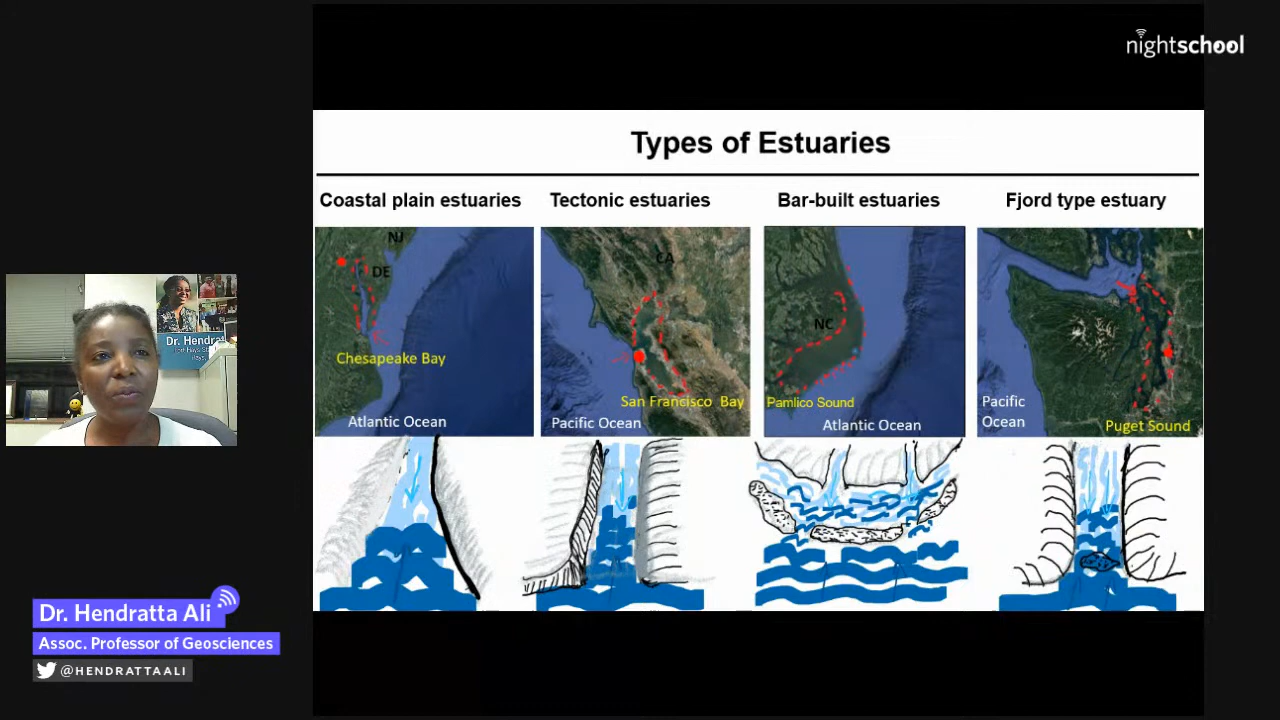 nightschool
Types of Estuaries
Coastal plain estuaries
Tectonic estuaries
Bar-built estuaries
Fjord type estuary
NJ
DE
Chesapeake Bay
Atlantic Ocean
CA
San Francisco Bay
Pacific Ocean
NC
Pamlico Sound
Atlantic Ocean
Pacific
Ocean
Puget Sound
Dr. Hendrat
Dr. Hendratta Ali
Assoc. Professor of Geosciences
@HENDRATTAALI